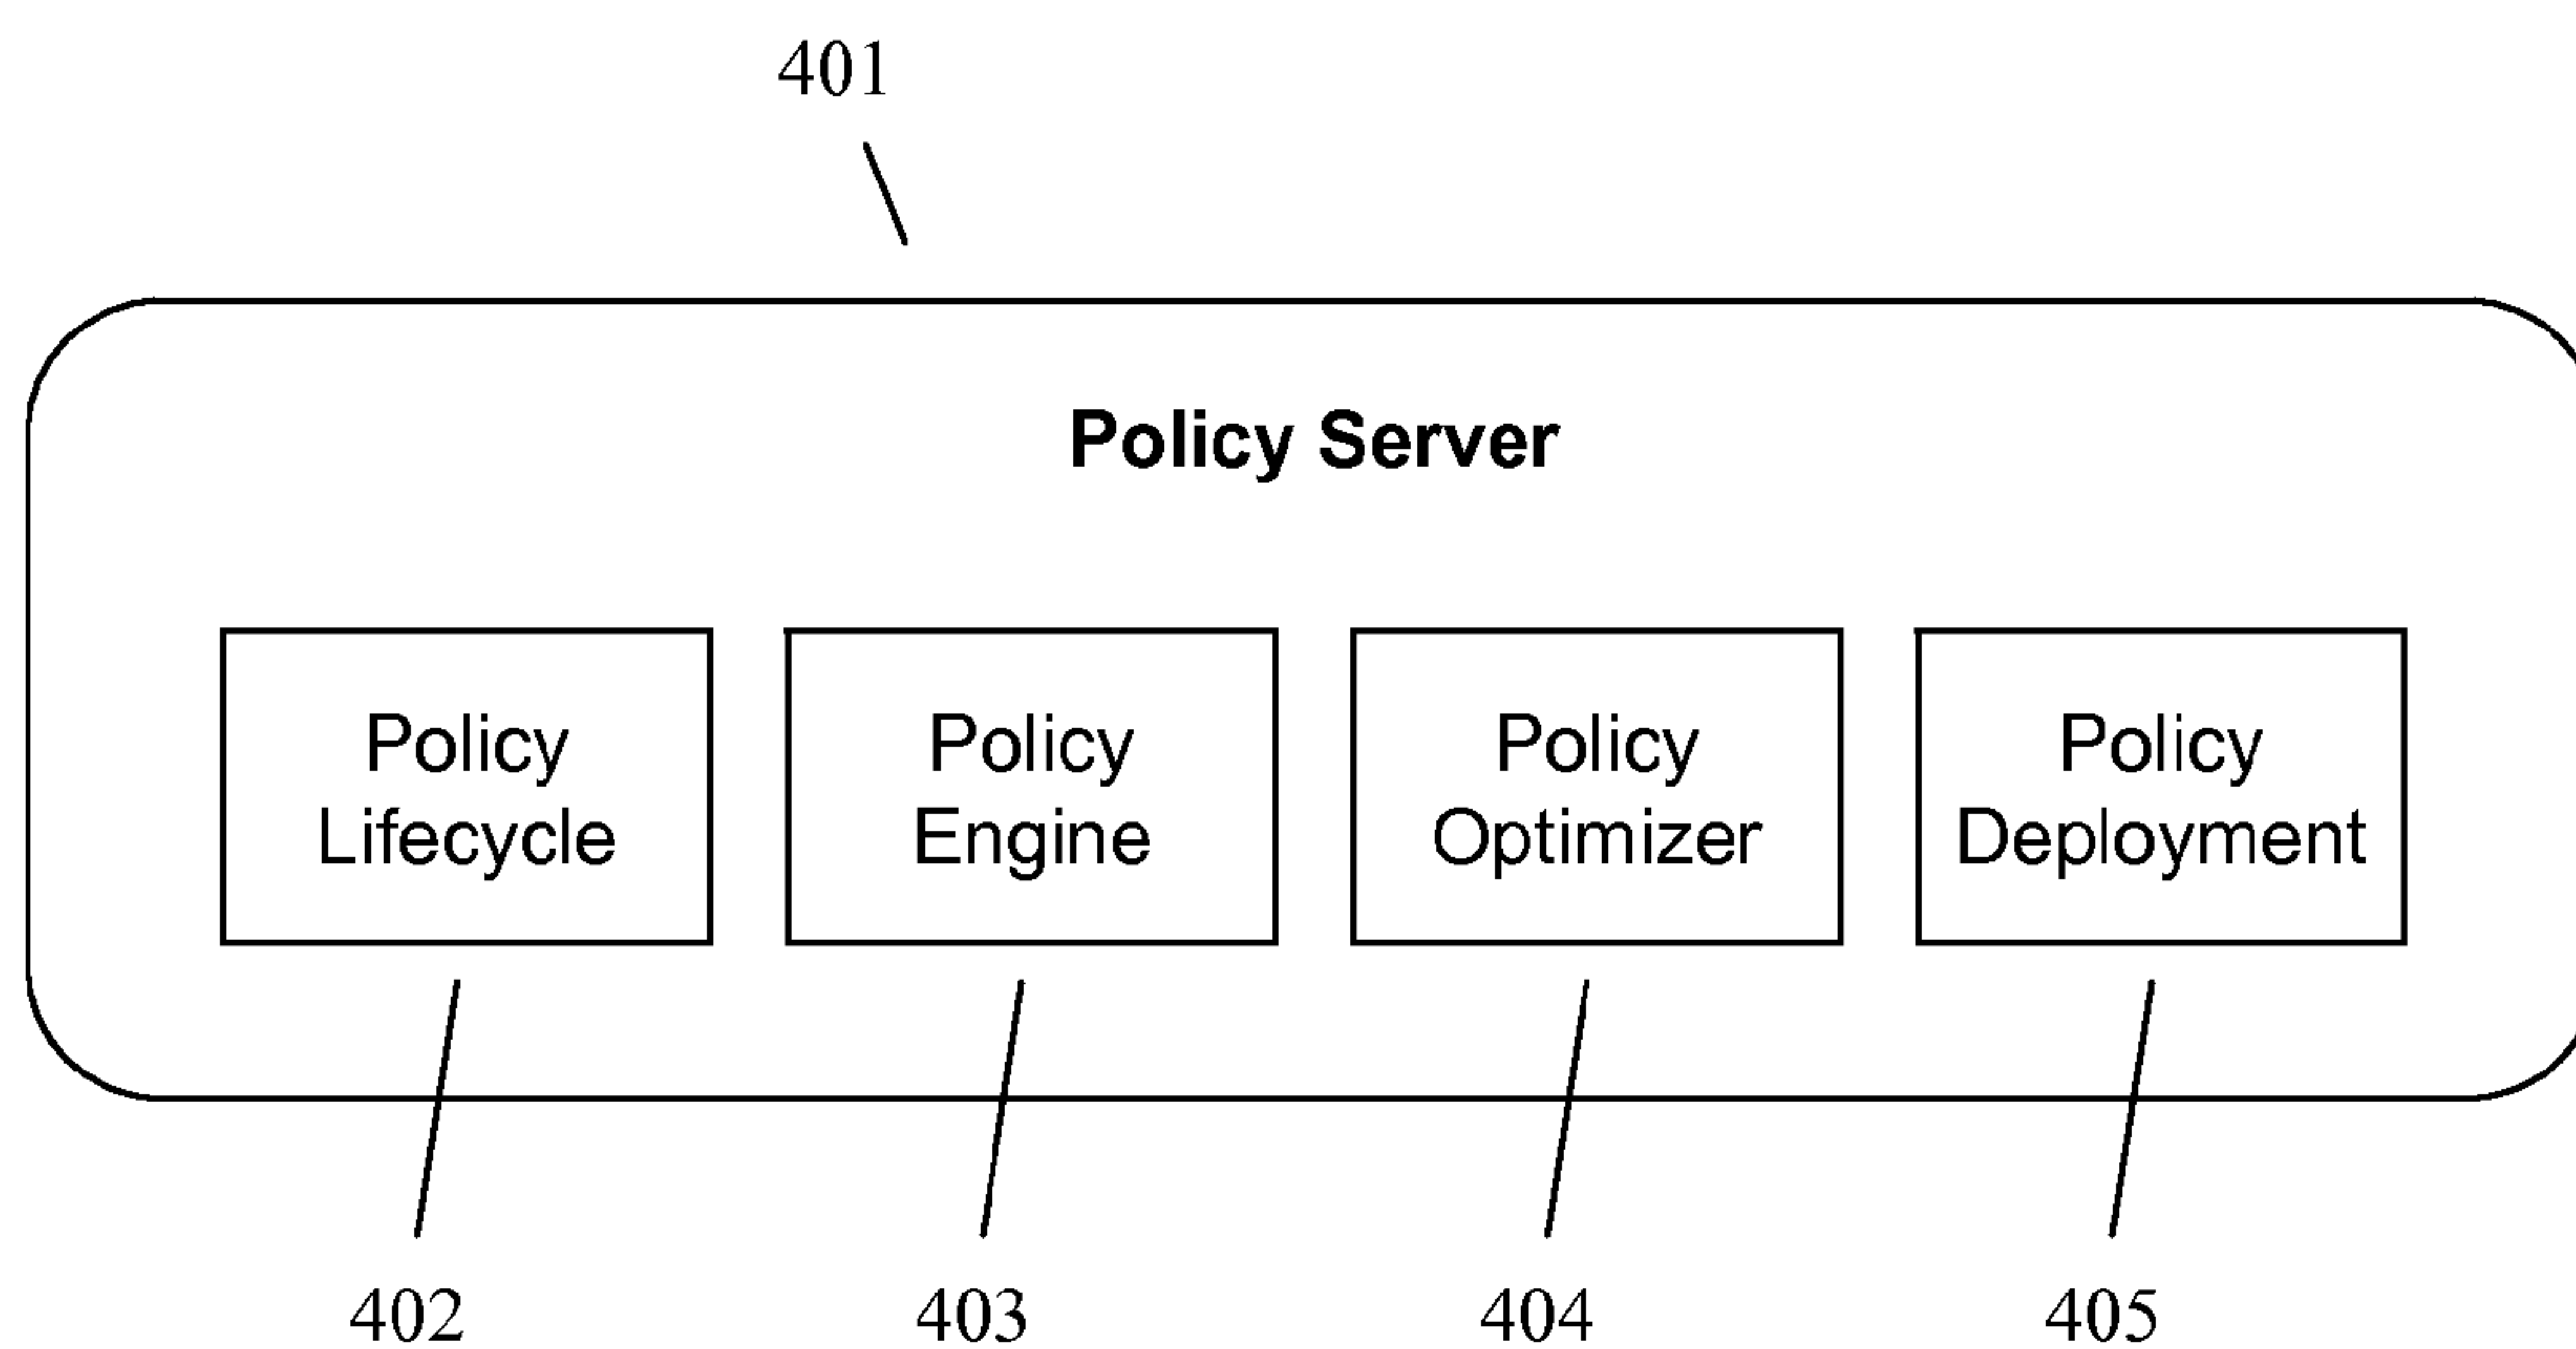 401
Policy Server
Policy
Lifecycle
Policy
Engine
Policy
Optimizer
Policy
Deployment
402
403
404
405